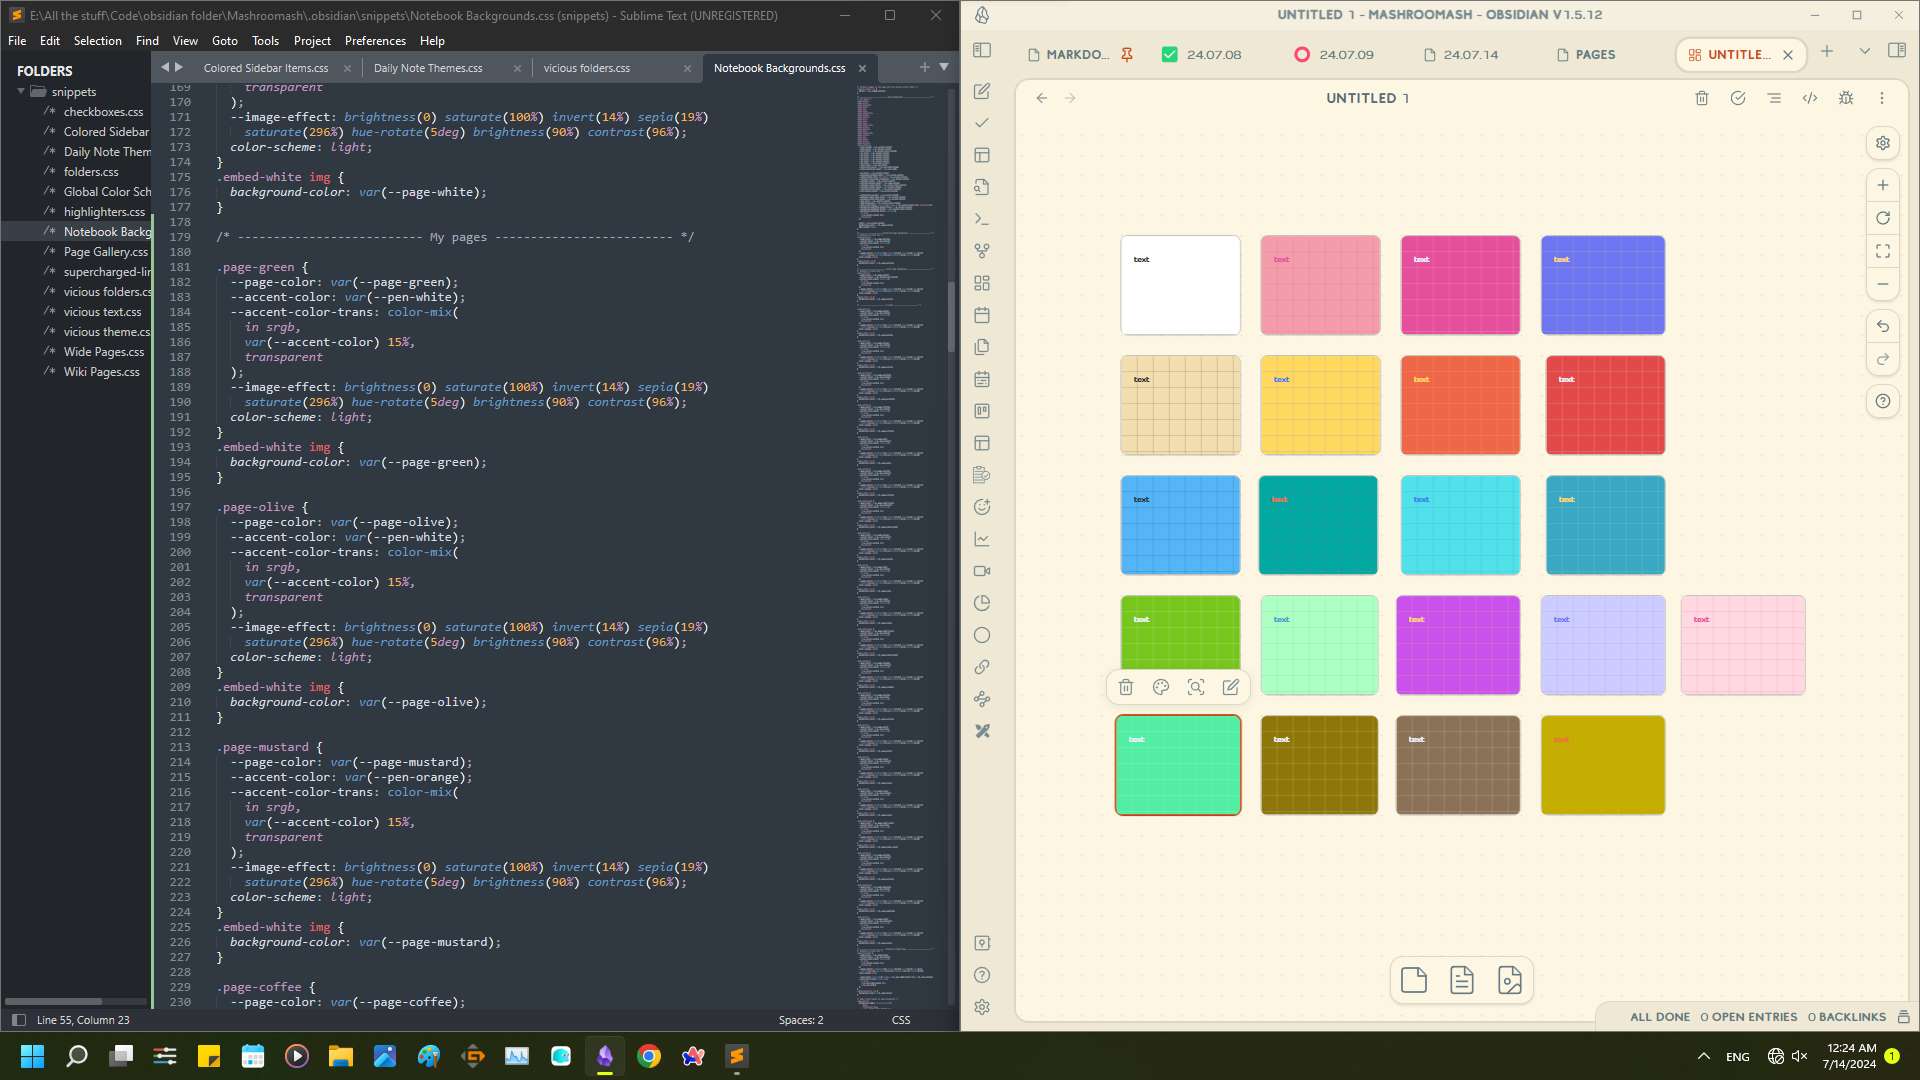 E:\All the stuff\Code\obsidian folder\Mashroomash\.obsidian\snippets\Notebook Backgrounds.css (snippets) - Sublime Text (UNREGISTERED)
File Edit Selection Find View Goto Tools Project Preferences Help
FOLDERS
snippets
/* checkboxes.css
/* Colored Sidebar
/* Daily Note Them
/* folders.css
/* Global Color Sch
/* highlighters.css
/* Notebook Backg
/* Page Gallery.css
/* supercharged-lin
/* vicious folders.cs
/* vicious text.css
/* vicious theme.css
/* Wide Pages.css
/* Wiki Pages.css
Colored Sidebar Items.css
Daily Note Themes.css
vicious folders.css
Notebook Backgrounds.css
169 transparent
170 );
171 --image-effect: brightness(0) saturate(100%) invert(14%) sepia(19%)
172 saturate(296%) hue-rotate(5deg) brightness(90%) contrast(96%);
173 color-scheme: light;
174 }
175 .embed-white img {
176 background-color: var(--page-white);
177 }
178
179 /* -------------------------- My pages ------------------------- */
180
181 .page-green {
182 --page-color: var(--page-green);
183 --accent-color: var(--pen-white);
184 --accent-color-trans: color-mix(
185 in srgb,
186 var(--accent-color) 15%,
187 transparent
188 );
189 --image-effect: brightness(0) saturate(100%) invert(14%) sepia(19%)
190 saturate(296%) hue-rotate(5deg) brightness(90%) contrast(96%);
191 color-scheme: light;
192 }
193 .embed-white img {
194 background-color: var(--page-green);
195 }
196
197 .page-olive {
198 --page-color: var(--page-olive);
199 --accent-color: var(--pen-white);
200 --accent-color-trans: color-mix(
201 in srgb,
202 var(--accent-color) 15%,
203 transparent
204 );
205 --image-effect: brightness(0) saturate(100%) invert(14%) sepia(19%)
206 saturate(296%) hue-rotate(5deg) brightness(90%) contrast(96%);
207 color-scheme: light;
208 }
209 .embed-white img {
210 background-color: var(--page-olive);
211 }
212
213 .page-mustard {
214 --page-color: var(--page-mustard);
215 --accent-color: var(--pen-orange);
216 --accent-color-trans: color-mix(
217 in srgb,
218 var(--accent-color) 15%,
219 transparent
220 );
221 --image-effect: brightness(0) saturate(100%) invert(14%) sepia(19%)
222 saturate(296%) hue-rotate(5deg) brightness(90%) contrast(96%);
223 color-scheme: light;
224 }
225 .embed-white img {
226 background-color: var(--page-mustard);
227 }
228
229 .page-coffee {
230 --page-color: var(--page-coffee);
Line 55, Column 23
Spaces: 2
CSS
UNTITLED 1 - MASHROOMASH - OBSIDIAN V1.5.12
MARKDO... 24.07.08 24.07.09 24.07.14 PAGES UNTITLE...
UNTITLED 1
text text text text
text text text text
text text text text
text text text text text
text text text text
ALL DONE 0 OPEN ENTRIES 0 BACKLINKS
ENG
12:24 AM
7/14/2024
1